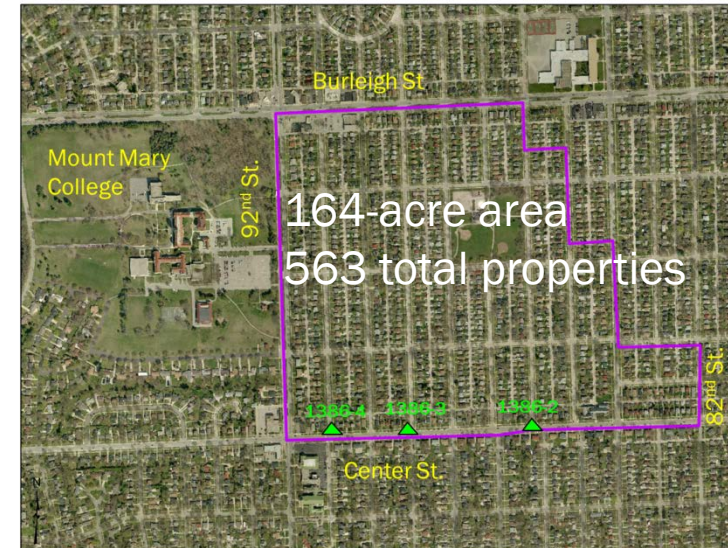 Burleigh St
Mount Mary
College
92nd St.
164-acre area
563 total properties
82nd St.
1386-4
1386-3
1386-2
Center St.